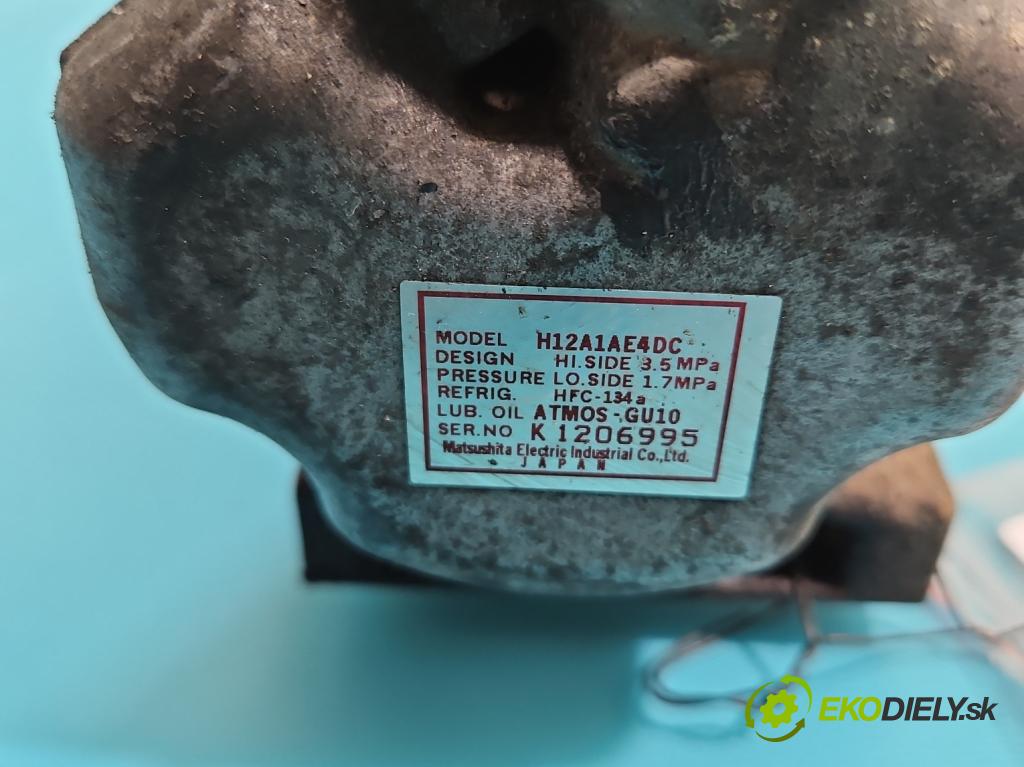 MODEL H12A1AE4DC
DESIGN HI.SIDE 3.5 MPa
PRESSURE LO.SIDE 1.7MPa
REFRIG. HFC-134a
LUB. OIL ATMOS-GU10
SER.NO K 1206995
Matsushita Electric Industrial Co.,Ltd.
JAPAN
EKODIELY.sk